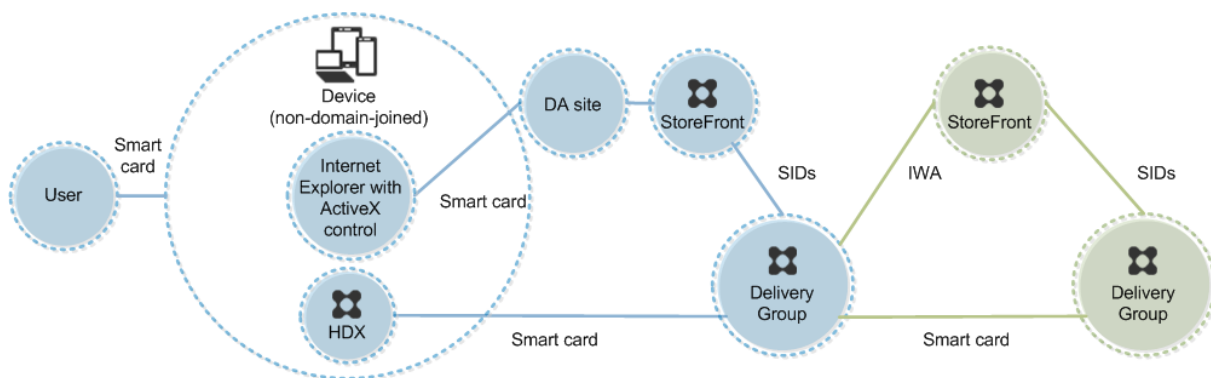 Device
(non-domain-joined)
Smart
card
User
Internet
Explorer with
ActiveX
control
Smart card
HDX
DA site
StoreFront
SIDs
Smart card
Delivery
Group
IWA
StoreFront
SIDs
Smart card
Delivery
Group